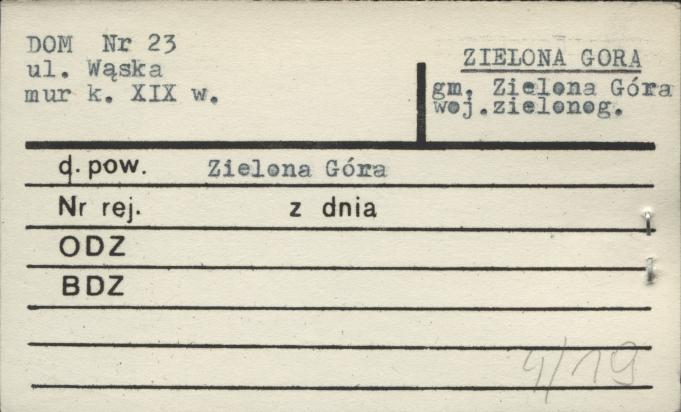 DOM Nr 23
ul. Wąska
mur k. XIX w.
ZIELONA GORA
gm. Zielona Góra
woj.zielonog.
d. pow. Zielona Góra
Nr rej. z dnia
ODZ
BDZ
4/19